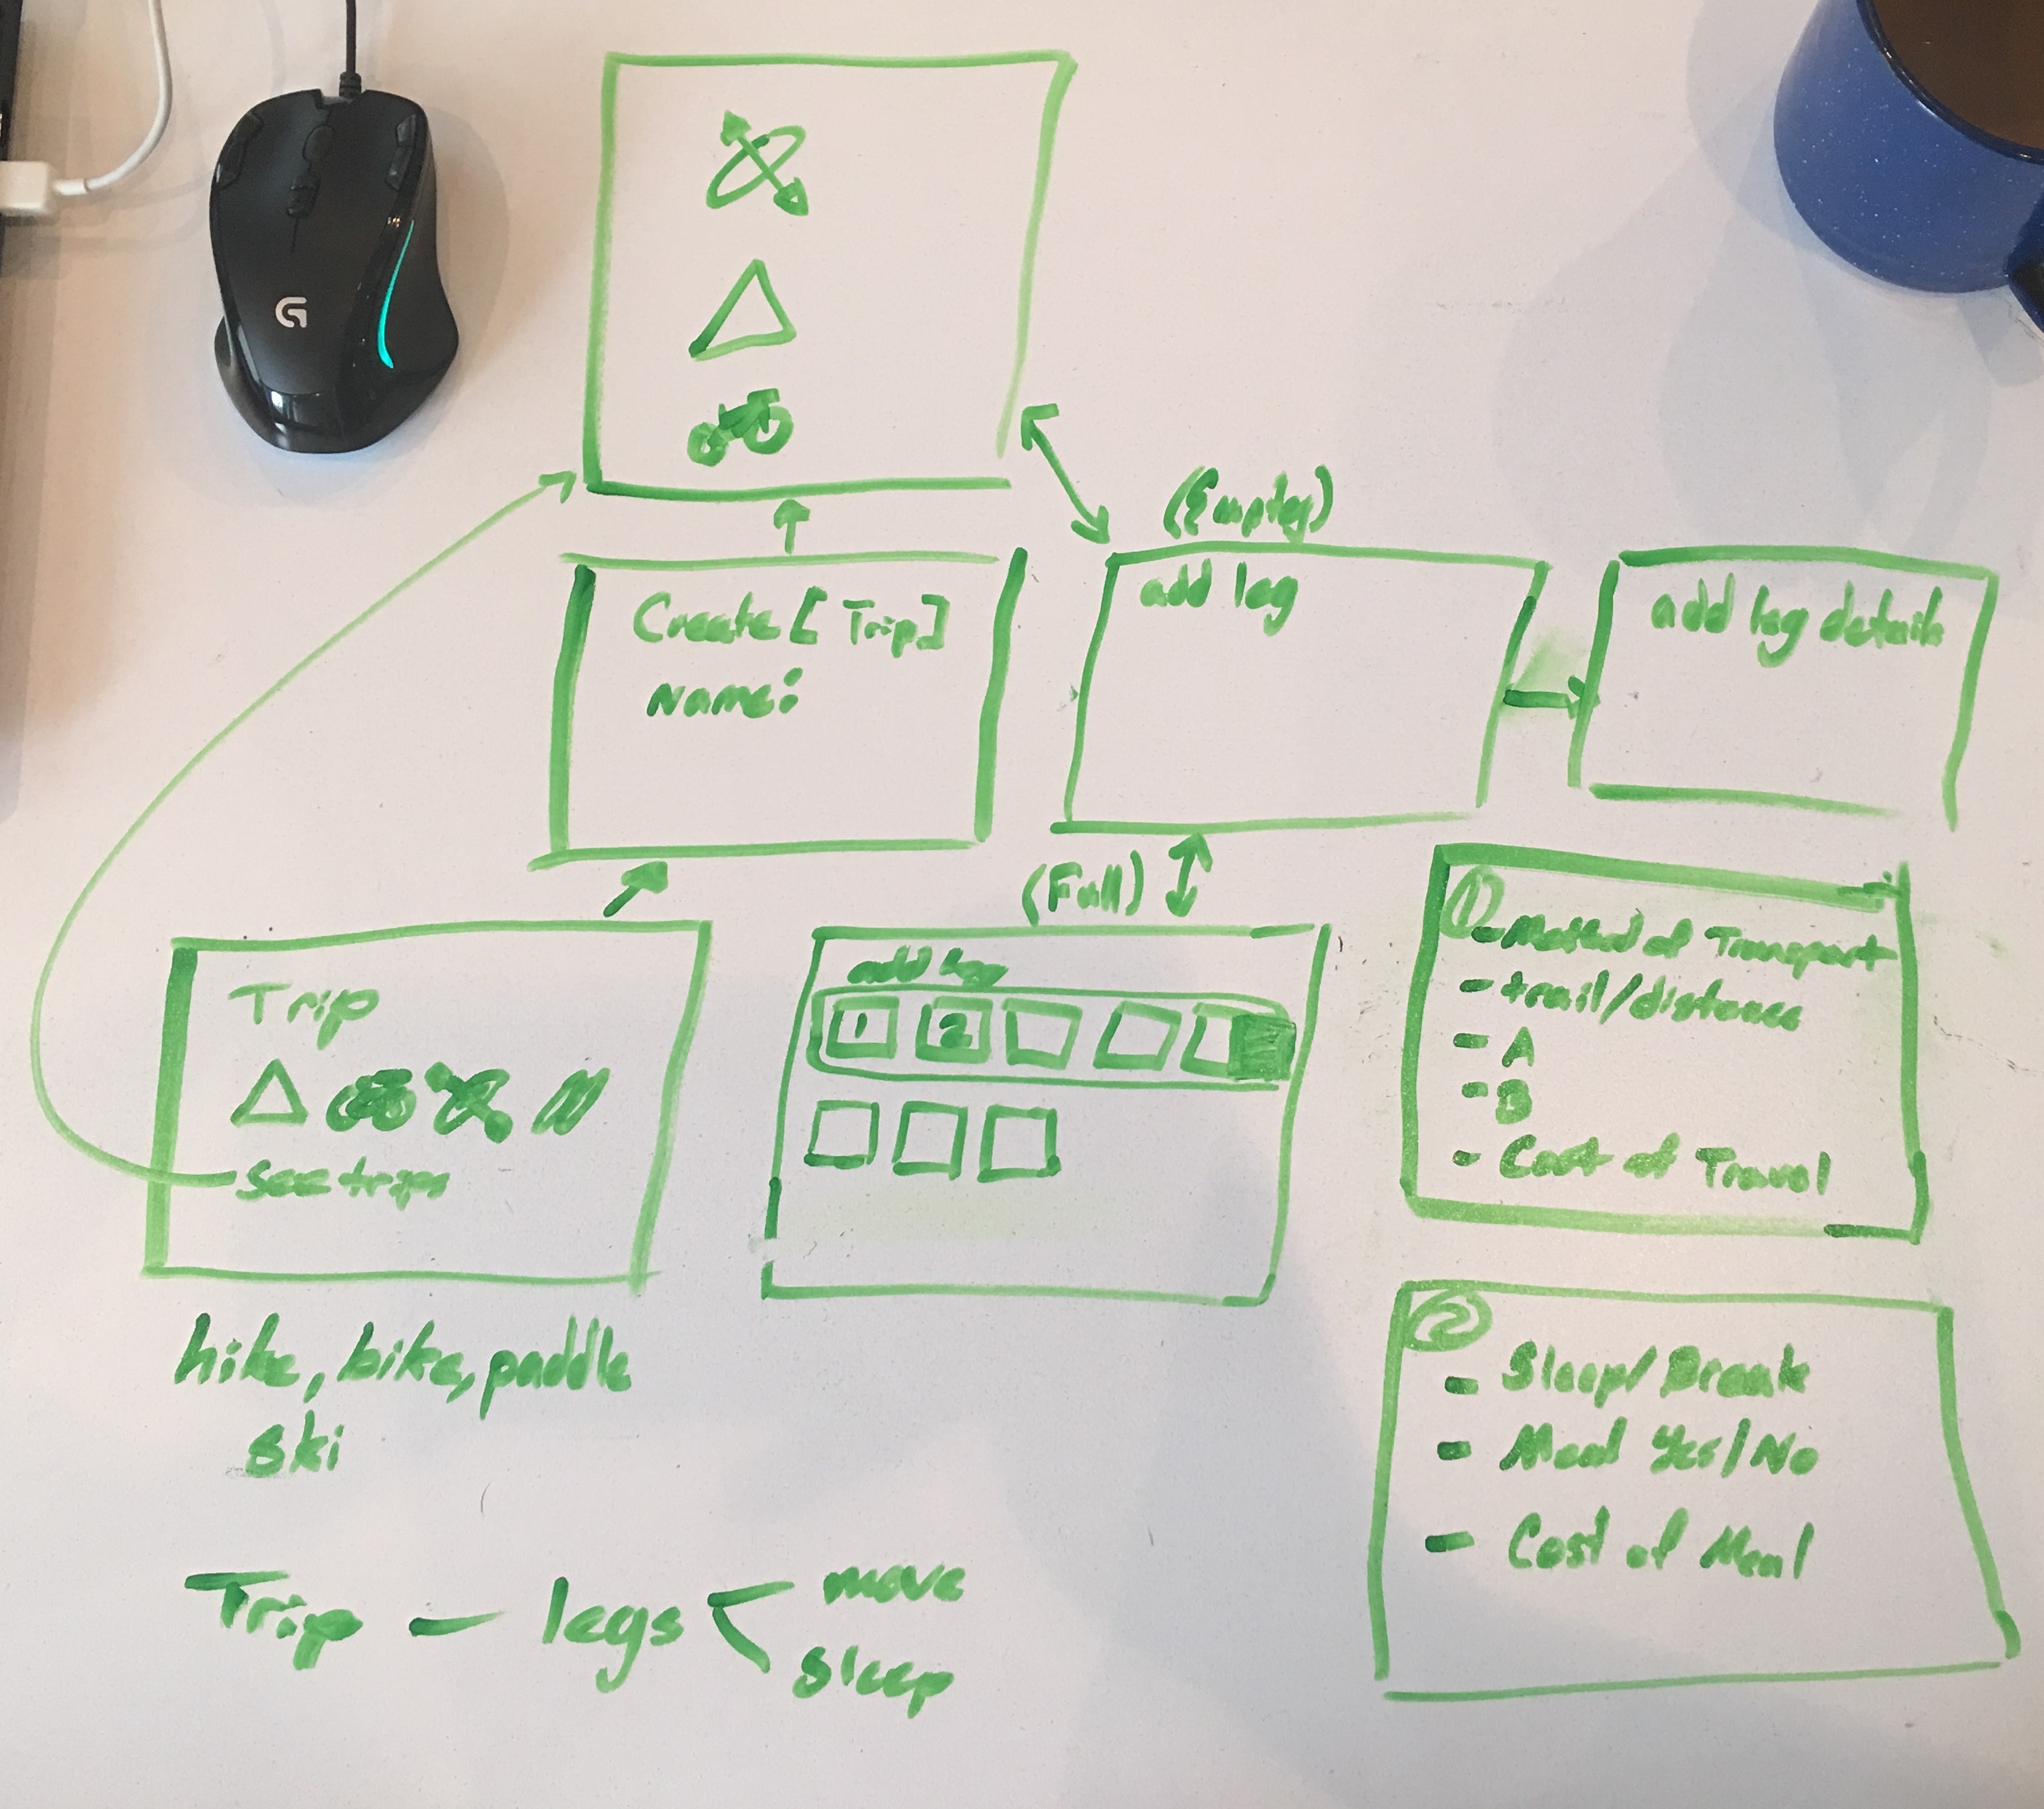 (Empty)
add leg
add leg details
Create [Trip]
Name:
(Full)
add leg
1 2
Trip
see trips
1
- Method of Transport
- trail/distance
- A
- B
- Cost of Travel
2
- Sleep/Break
- Meal Yes/No
- Cost of Meal
hike, bike, paddle
ski
Trip - legs < move
sleep
G